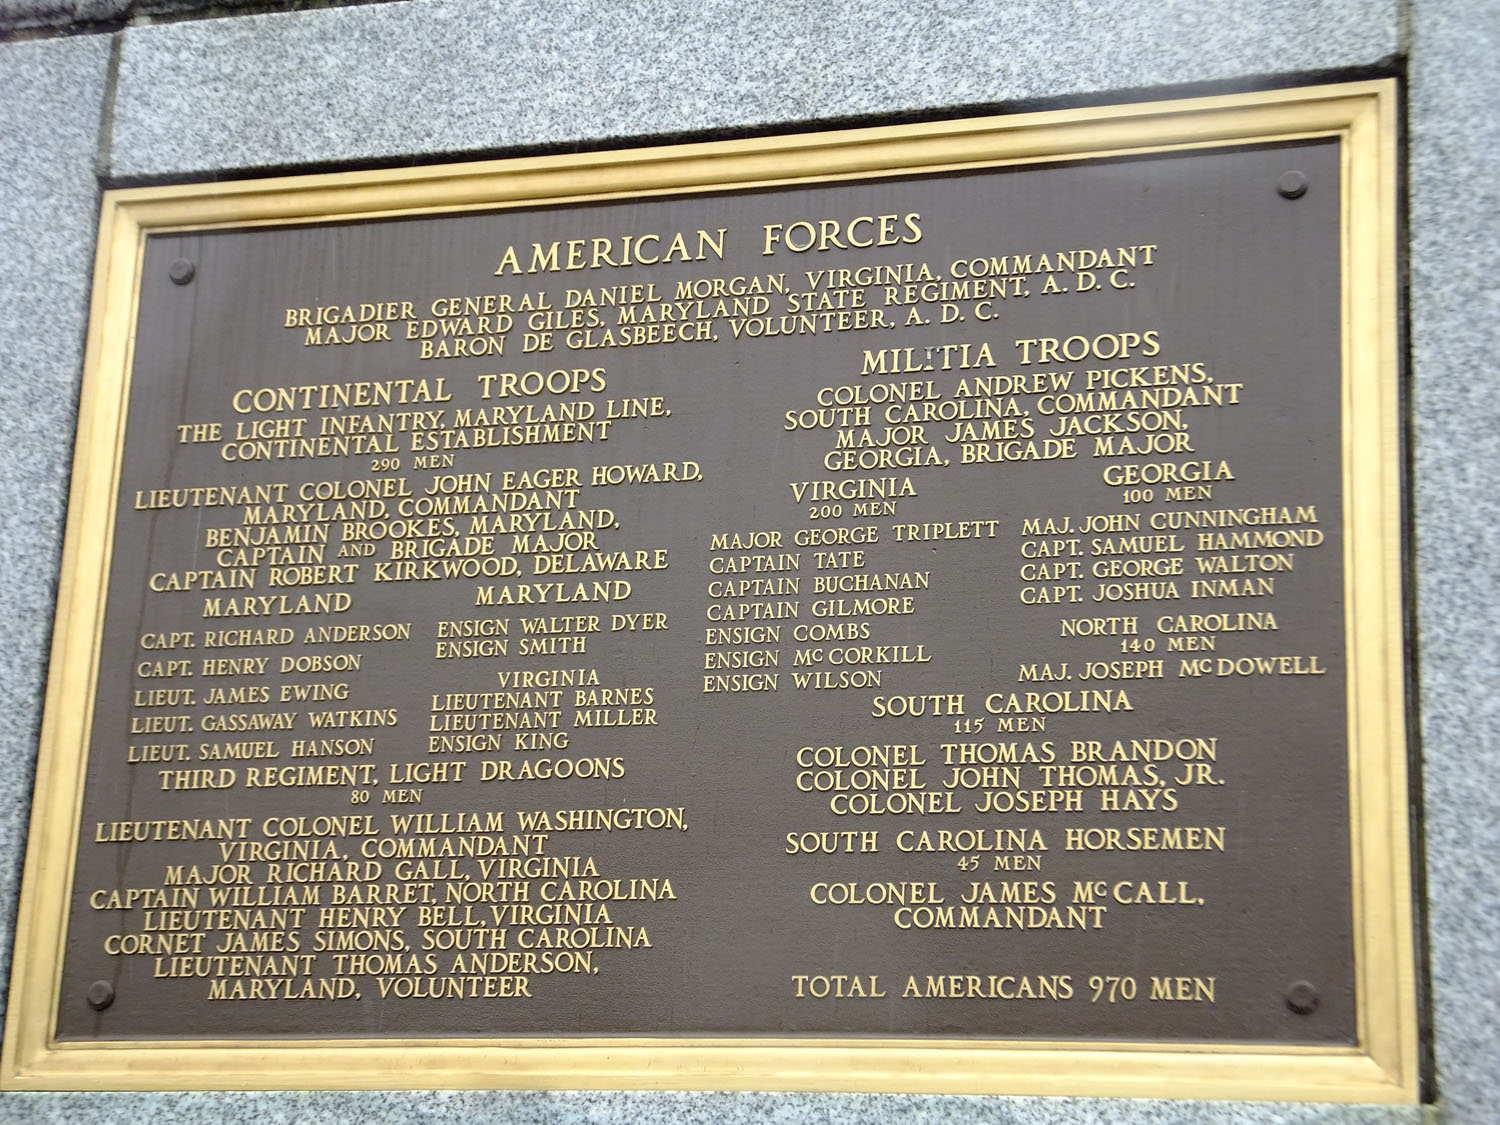 AMERICAN FORCES
BRIGADIER GENERAL DANIEL MORGAN, VIRGINIA, COMMANDANT
MAJOR EDWARD GILES, MARYLAND STATE REGIMENT, A. D. C.
BARON DE GLASBEECH, VOLUNTEER, A. D. C.
CONTINENTAL TROOPS
THE LIGHT INFANTRY, MARYLAND LINE,
CONTINENTAL ESTABLISHMENT
290 MEN
LIEUTENANT COLONEL JOHN EAGER HOWARD,
MARYLAND, COMMANDANT
BENJAMIN BROOKES, MARYLAND,
CAPTAIN AND BRIGADE MAJOR
CAPTAIN ROBERT KIRKWOOD, DELAWARE
MARYLAND
CAPT. RICHARD ANDERSON
CAPT. HENRY DOBSON
LIEUT. JAMES EWING
LIEUT. GASSAWAY WATKINS
LIEUT. SAMUEL HANSON
MARYLAND
ENSIGN WALTER DYER
ENSIGN SMITH
VIRGINIA
LIEUTENANT BARNES
LIEUTENANT MILLER
ENSIGN KING
THIRD REGIMENT, LIGHT DRAGOONS
80 MEN
LIEUTENANT COLONEL WILLIAM WASHINGTON,
VIRGINIA, COMMANDANT
MAJOR RICHARD GALL, VIRGINIA
CAPTAIN WILLIAM BARRET, NORTH CAROLINA
LIEUTENANT HENRY BELL, VIRGINIA
CORNET JAMES SIMONS, SOUTH CAROLINA
LIEUTENANT THOMAS ANDERSON,
MARYLAND, VOLUNTEER
MILITIA TROOPS
COLONEL ANDREW PICKENS,
SOUTH CAROLINA, COMMANDANT
MAJOR JAMES JACKSON,
GEORGIA, BRIGADE MAJOR
VIRGINIA
200 MEN
MAJOR GEORGE TRIPLETT
CAPTAIN TATE
CAPTAIN BUCHANAN
CAPTAIN GILMORE
ENSIGN COMBS
ENSIGN MCCORKILL
ENSIGN WILSON
GEORGIA
100 MEN
MAJ. JOHN CUNNINGHAM
CAPT. SAMUEL HAMMOND
CAPT. GEORGE WALTON
CAPT. JOSHUA INMAN
NORTH CAROLINA
140 MEN
MAJ. JOSEPH MCDOWELL
SOUTH CAROLINA
115 MEN
COLONEL THOMAS BRANDON
COLONEL JOHN THOMAS, JR.
COLONEL JOSEPH HAYS
SOUTH CAROLINA HORSEMEN
45 MEN
COLONEL JAMES MCCALL,
COMMANDANT
TOTAL AMERICANS 970 MEN